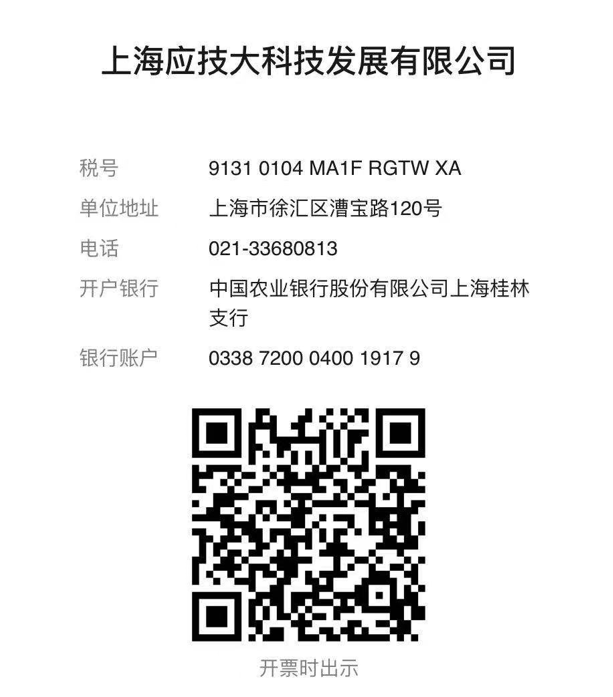 上海应技大科技发展有限公司
税号 9131 0104 MA1F RGTW XA
单位地址 上海市徐汇区漕宝路120号
电话 021-33680813
开户银行 中国农业银行股份有限公司上海桂林
支行
银行账户 0338 7200 0400 1917 9
开票时出示